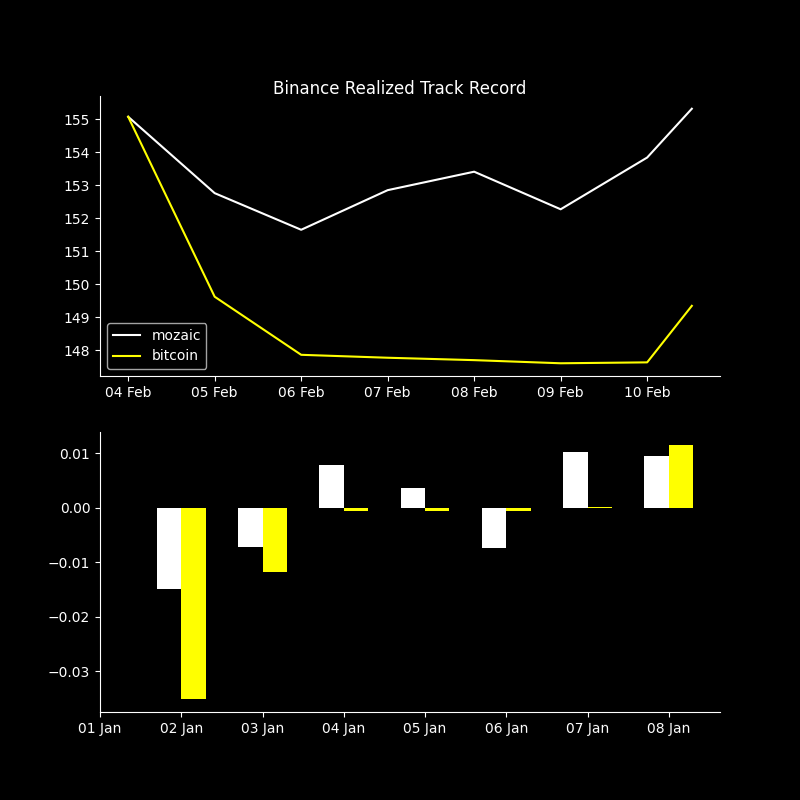 Binance Realized Track Record
155
154
153
152
151
150
149
148
mozaic
bitcoin
04 Feb 05 Feb 06 Feb 07 Feb 08 Feb 09 Feb 10 Feb
0.01
0.00
−0.01
−0.02
−0.03
01 Jan 02 Jan 03 Jan 04 Jan 05 Jan 06 Jan 07 Jan 08 Jan